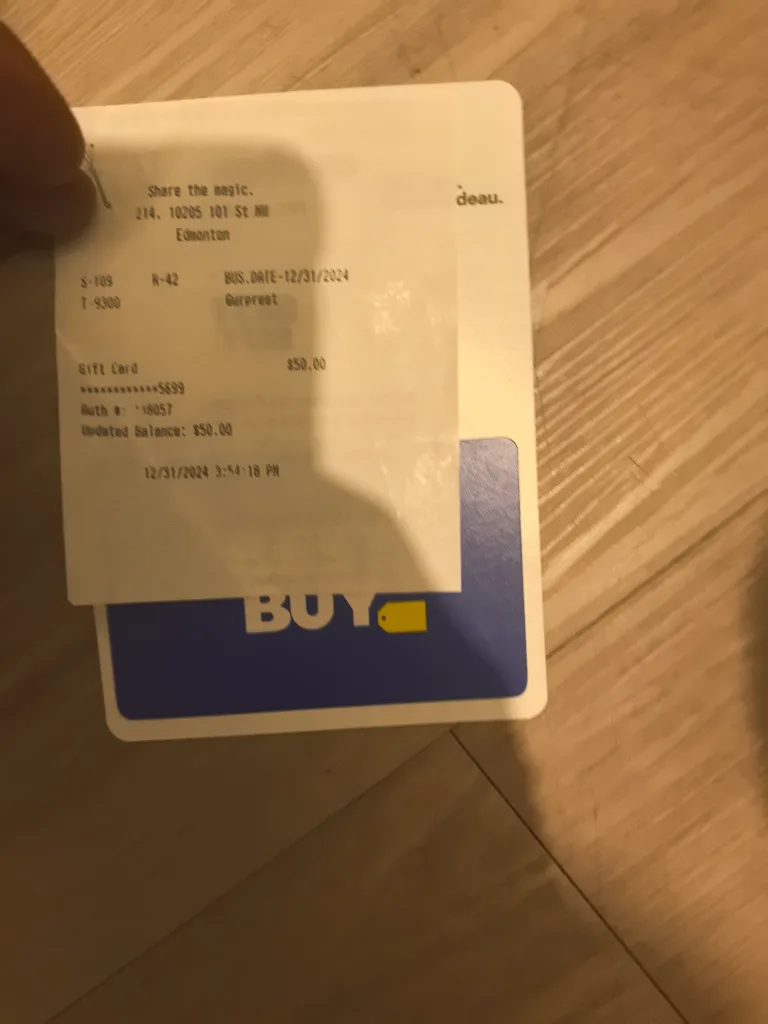 Share the magic.
214, 10205 101 St NW
Edmonton
deau.
S-109 R-42 BUS.DATE-12/31/2024
T-9300 Gurpreet
Gift Card $50.00
************5699
Auth #:
Updated Balance: $50.00
12/31/2024 3:54:18 PM
BUY